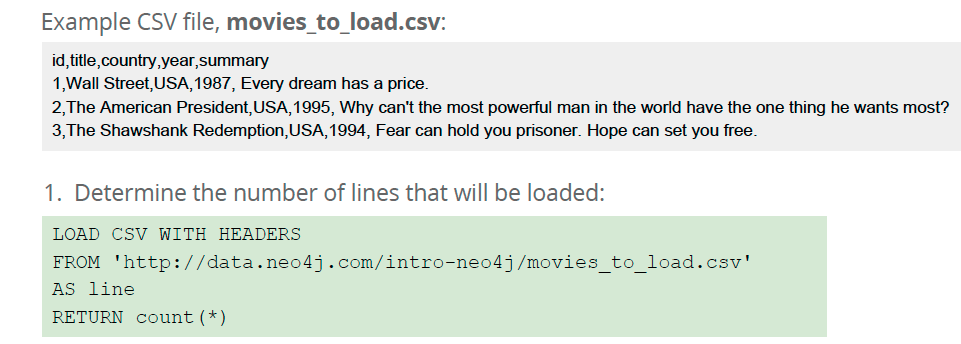 Example CSV file, movies_to_load.csv:
id,title,country,year,summary
1,Wall Street,USA,1987, Every dream has a price.
2,The American President,USA,1995, Why can't the most powerful man in the world have the one thing he wants most?
3,The Shawshank Redemption,USA,1994, Fear can hold you prisoner. Hope can set you free.
1. Determine the number of lines that will be loaded:
LOAD CSV WITH HEADERS
FROM 'http://data.neo4j.com/intro-neo4j/movies_to_load.csv'
AS line
RETURN count(*)